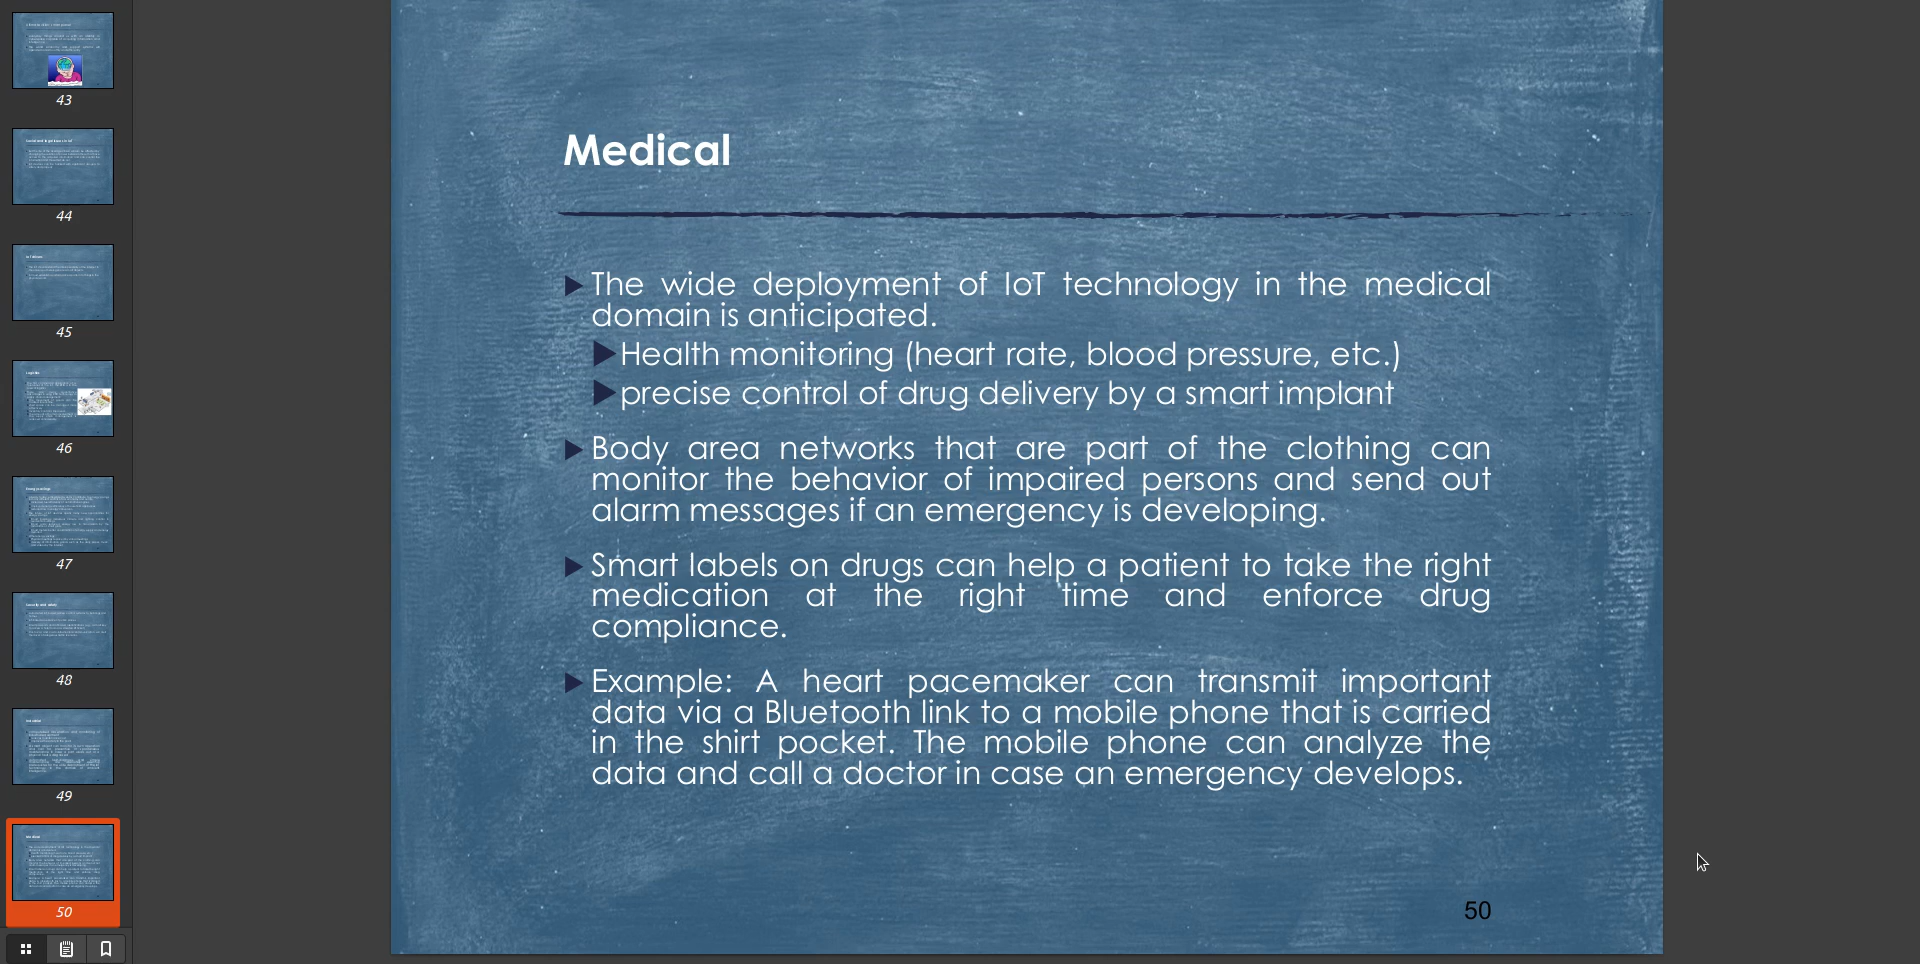 43
44
45
46
47
48
49
50
Medical
The wide deployment of IoT technology in the medical
domain is anticipated.
Health monitoring (heart rate, blood pressure, etc.)
precise control of drug delivery by a smart implant
Body area networks that are part of the clothing can
monitor the behavior of impaired persons and send out
alarm messages if an emergency is developing.
Smart labels on drugs can help a patient to take the right
medication at the right time and enforce drug
compliance.
Example: A heart pacemaker can transmit important
data via a Bluetooth link to a mobile phone that is carried
in the shirt pocket. The mobile phone can analyze the
data and call a doctor in case an emergency develops.
50